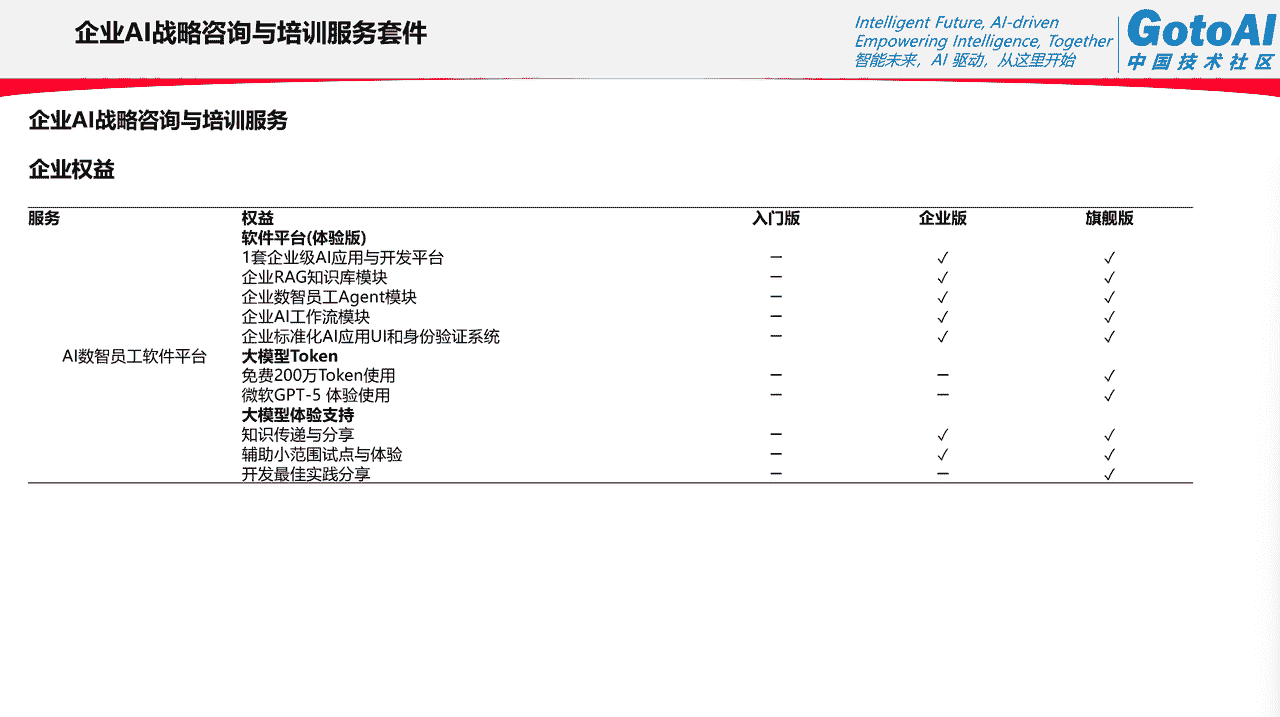 企业AI战略咨询与培训服务套件
Intelligent Future, AI-driven
Empowering Intelligence, Together
智能未来，AI 驱动，从这里开始
GotoAI
中国技术社区
企业AI战略咨询与培训服务
企业权益
服务 权益 入门版 企业版 旗舰版
软件平台(体验版)
1套企业级AI应用与开发平台 — ✓ ✓
企业RAG知识库模块 — ✓ ✓
企业数智员工Agent模块 — ✓ ✓
企业AI工作流模块 — ✓ ✓
企业标准化AI应用UI和身份验证系统 — ✓ ✓
AI数智员工软件平台 大模型Token
免费200万Token使用 — — ✓
微软GPT-5 体验使用 — — ✓
大模型体验支持
知识传递与分享 — ✓ ✓
辅助小范围试点与体验 — ✓ ✓
开发最佳实践分享 — — ✓